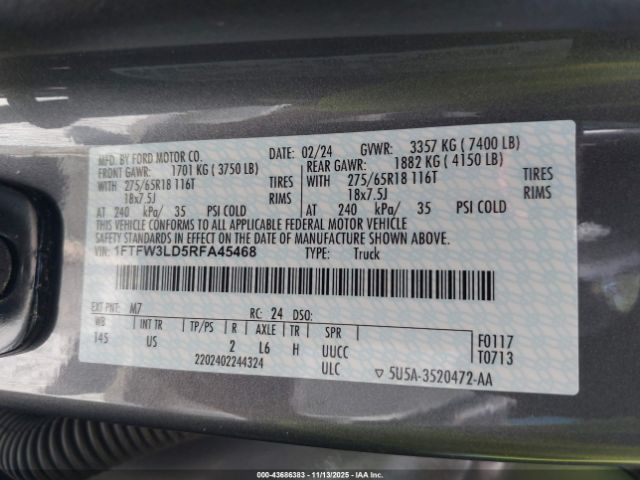 MFD. BY FORD MOTOR CO.
02/24
GVWR: 3357 KG ( 7400 LB)
FRONT GAWR: 1701 KG ( 3750 LB)
REAR GAWR: 1882 KG ( 4150 LB)
WITH 275/65R18 116T TIRES
WITH 275/65R18 116T TIRES
18x7.5J RIMS
18x7.5J RIMS
AT 240 kPa/ 35 PSI COLD
AT 240 kPa/ 35 PSI COLD
THIS VEHICLE CONFORMS TO ALL APPLICABLE FEDERAL MOTOR VEHICLE
SAFETY STANDARDS IN EFFECT ON THE DATE OF MANUFACTURE SHOWN ABOVE.
VIN: 1FTFW3LD5RFA45468
TYPE: Truck
EXT PNT: M7
RC: 24 DSO:
WB INT TR TP/PS R AXLE TR SPR
145 US 2 L6 H UUCC
F0117
T0713
2202402244324
ULC
5U5A-3520472-AA
© IAA Holdings, LLC
000-43686383 - 11/13/2025 - IAAC